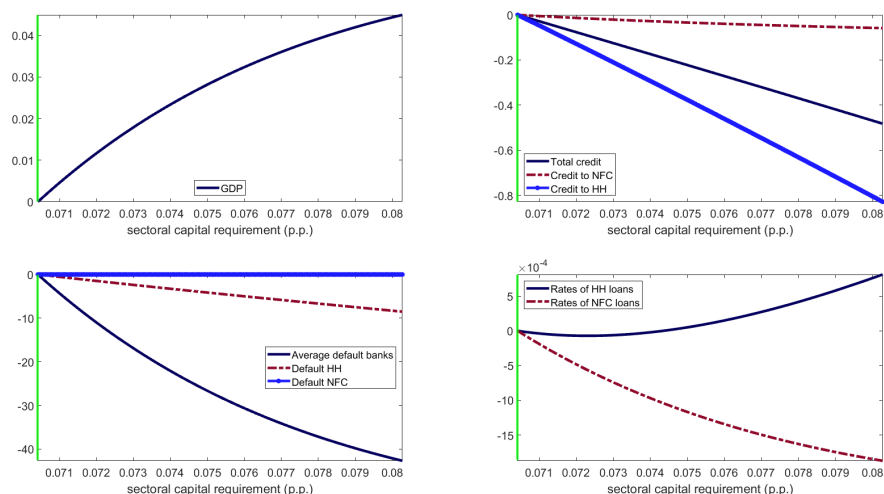 0.04
0.03
0.02
0.01
0
GDP
0.071 0.072 0.073 0.074 0.075 0.076 0.077 0.078 0.079 0.08
sectoral capital requirement (p.p.)
0
-0.2
-0.4
-0.6
-0.8
Total credit
Credit to NFC
Credit to HH
0.071 0.072 0.073 0.074 0.075 0.076 0.077 0.078 0.079 0.08
sectoral capital requirement (p.p.)
0
-10
-20
-30
-40
Average default banks
Default HH
Default NFC
0.071 0.072 0.073 0.074 0.075 0.076 0.077 0.078 0.079 0.08
sectoral capital requirement (p.p.)
×10⁻⁴
5
0
-5
-10
-15
Rates of HH loans
Rates of NFC loans
0.071 0.072 0.073 0.074 0.075 0.076 0.077 0.078 0.079 0.08
sectoral capital requirement (p.p.)